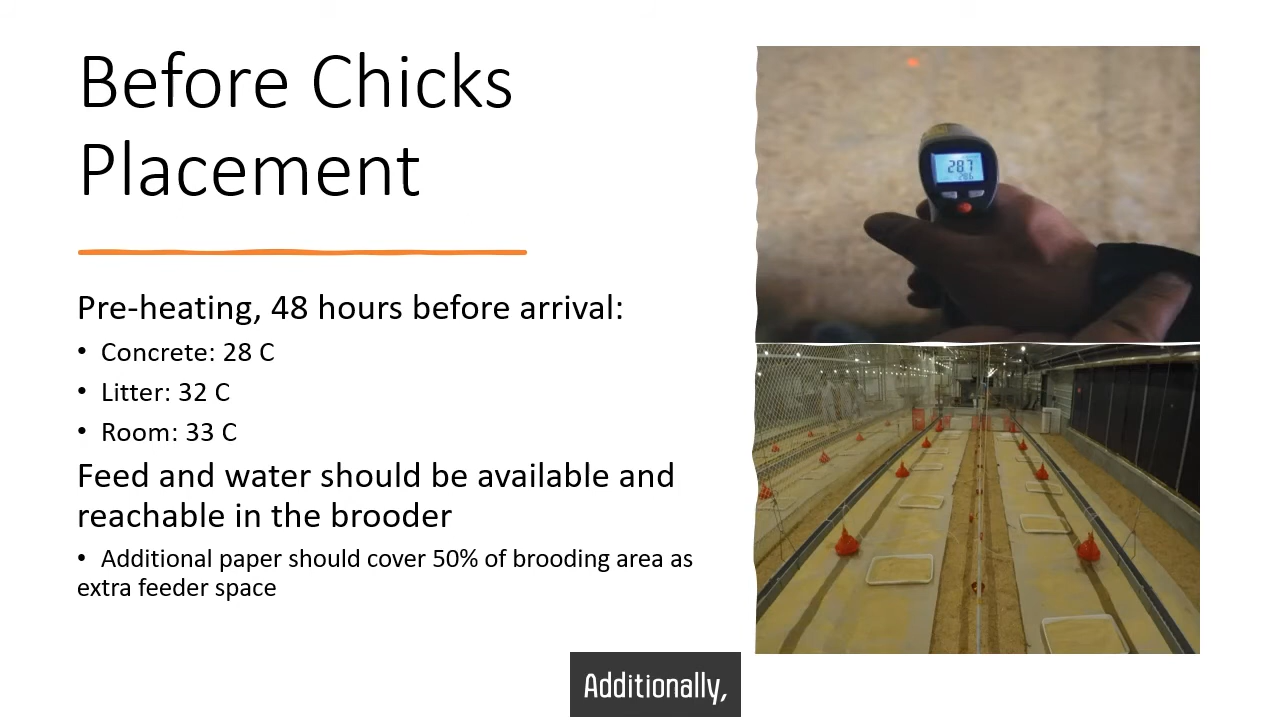 Before Chicks
Placement
Pre-heating, 48 hours before arrival:
• Concrete: 28 C
• Litter: 32 C
• Room: 33 C
Feed and water should be available and
reachable in the brooder
• Additional paper should cover 50% of brooding area as
extra feeder space
28.7
Additionally,